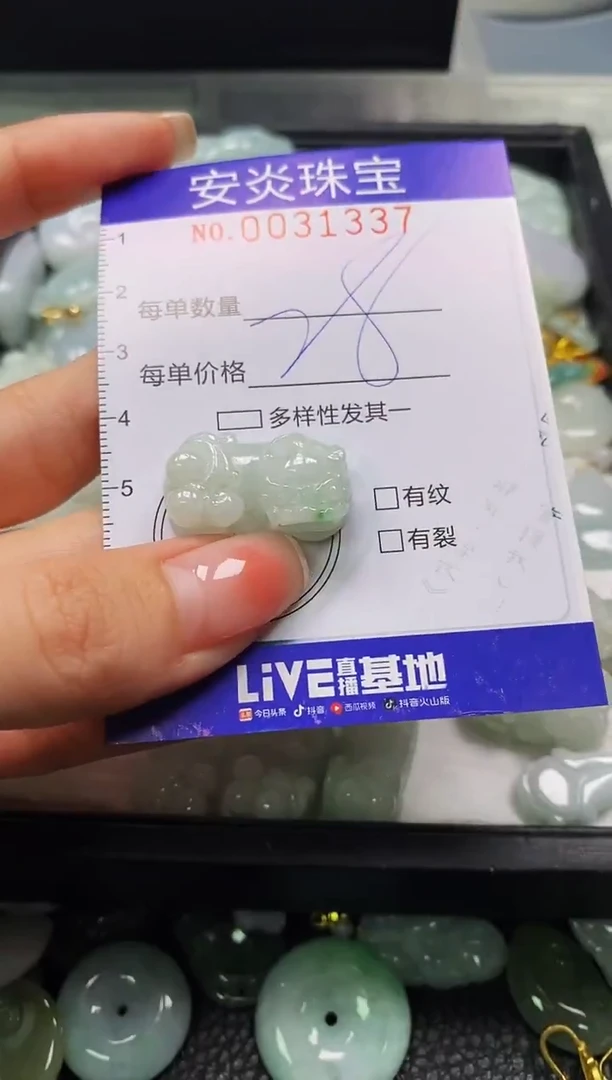 安炎珠宝
NO.0031337
1
2
每单数量
28
3
每单价格
4
多样性发其一
5
有纹
有裂
LiVE直播基地
今日头条 抖音 西瓜视频 抖音火山版